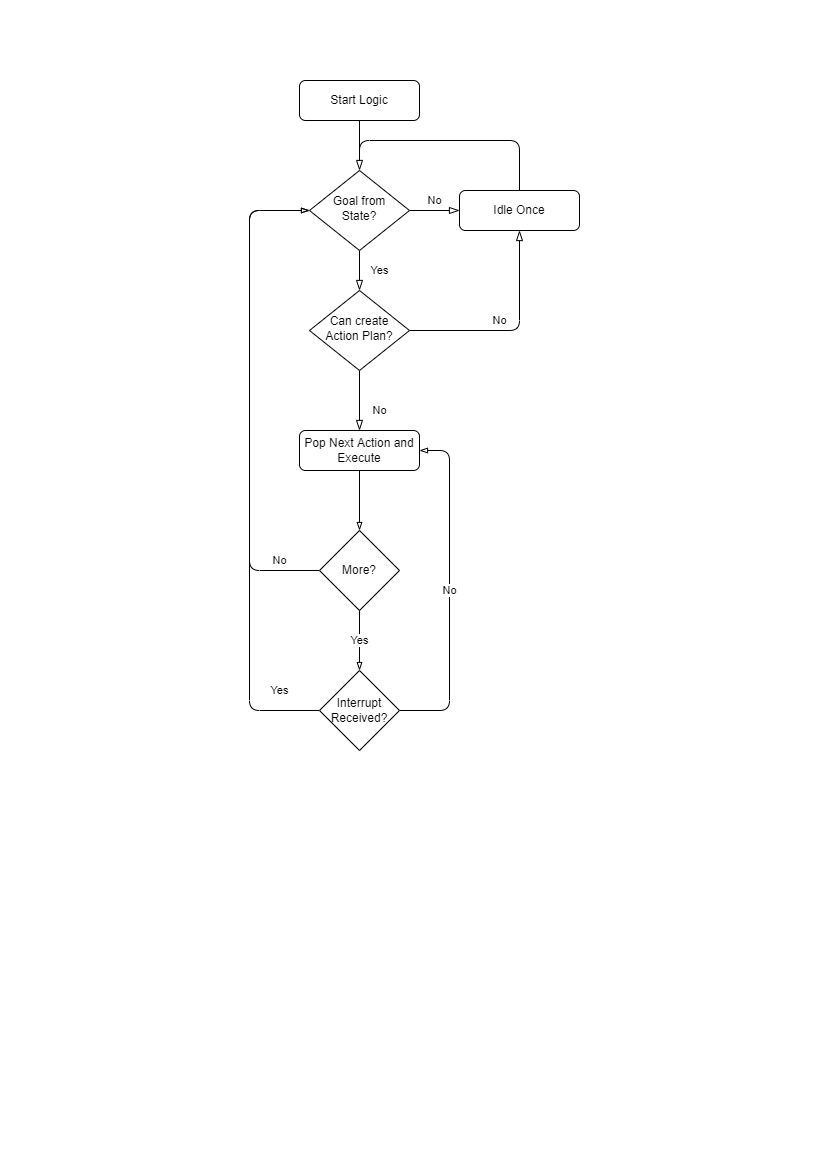 Start Logic
Goal from
State?
No
Idle Once
Yes
Can create
Action Plan?
No
No
Pop Next Action and
Execute
No
More?
No
Yes
Yes
Interrupt
Received?